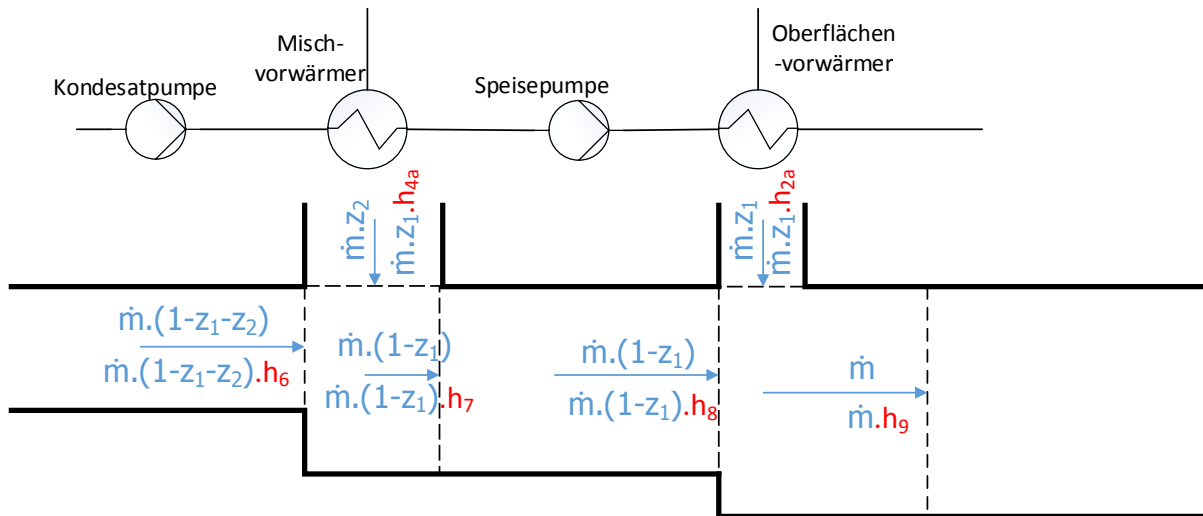 Misch-
vorwärmer
Oberflächen
-vorwärmer
Kondesatpumpe
Speisepumpe
ṁ.z₂
ṁ.z₁.h₄ₐ
ṁ.z₁
ṁ.z₁.h₂ₐ
ṁ.(1-z₁-z₂)
ṁ.(1-z₁-z₂).h₆
ṁ.(1-z₁)
ṁ.(1-z₁).h₇
ṁ.(1-z₁)
ṁ.(1-z₁).h₈
ṁ
ṁ.h₉